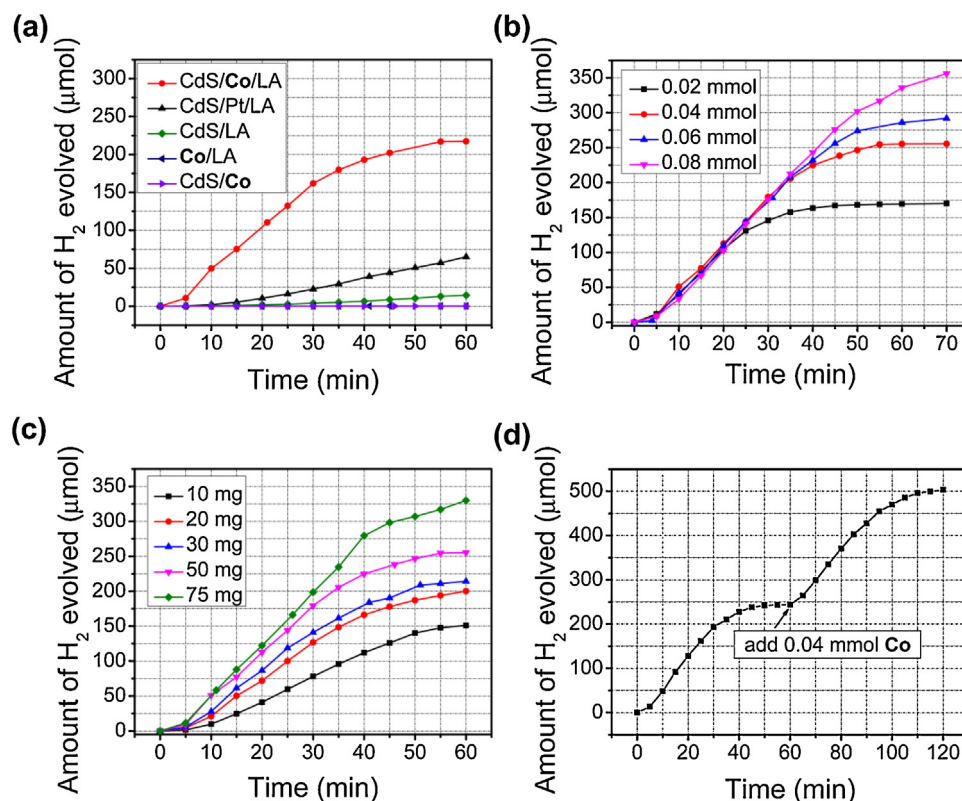 (a)
Amount of H2 evolved (μmol)
300
250
200
150
100
50
0
CdS/Co/LA
CdS/Pt/LA
CdS/LA
Co/LA
CdS/Co
0 10 20 30 40 50 60
Time (min)
(b)
Amount of H2 evolved (μmol)
350
300
250
200
150
100
50
0
0.02 mmol
0.04 mmol
0.06 mmol
0.08 mmol
0 10 20 30 40 50 60 70
Time (min)
(c)
Amount of H2 evolved (μmol)
350
300
250
200
150
100
50
0
10 mg
20 mg
30 mg
50 mg
75 mg
0 10 20 30 40 50 60
Time (min)
(d)
Amount of H2 evolved (μmol)
500
400
300
200
100
0
add 0.04 mmol Co
0 20 40 60 80 100 120
Time (min)